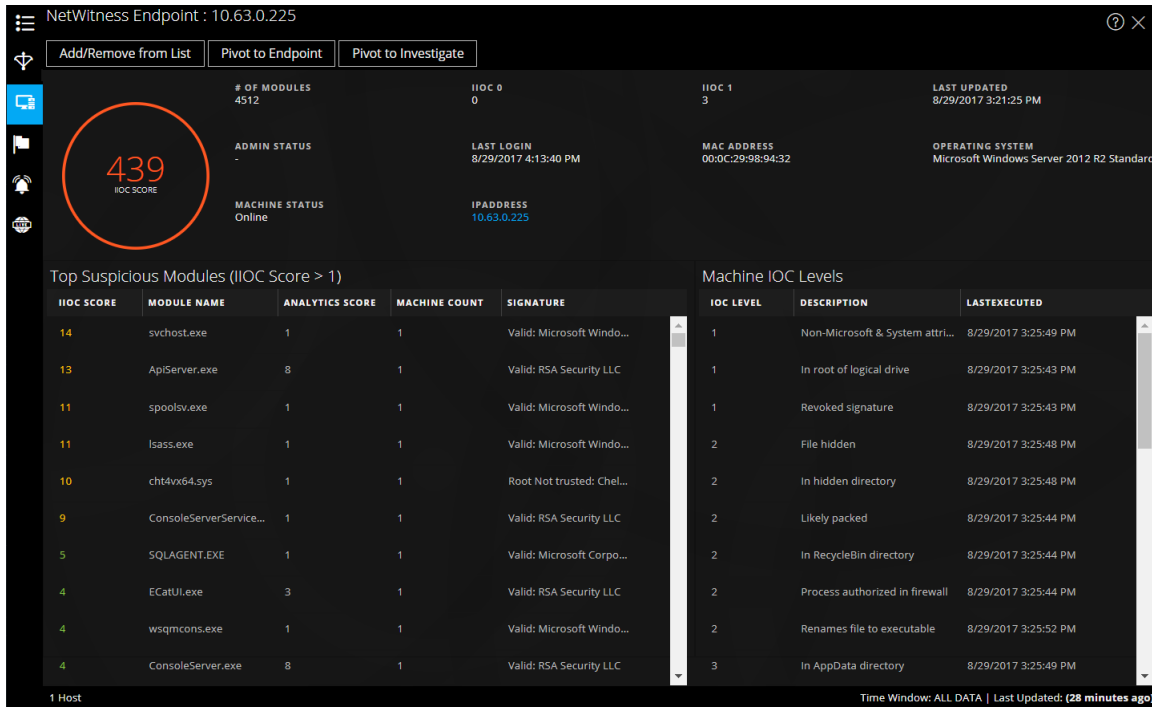 NetWitness Endpoint : 10.63.0.225
Add/Remove from List Pivot to Endpoint Pivot to Investigate
439
IIOC SCORE
# OF MODULES
4512
IIOC 0
0
IIOC 1
3
LAST UPDATED
8/29/2017 3:21:25 PM
ADMIN STATUS
-
LAST LOGIN
8/29/2017 4:13:40 PM
MAC ADDRESS
00:0C:29:98:94:32
OPERATING SYSTEM
Microsoft Windows Server 2012 R2 Standard
MACHINE STATUS
Online
IPADDRESS
10.63.0.225
Top Suspicious Modules (IIOC Score > 1)
IIOC SCORE MODULE NAME ANALYTICS SCORE MACHINE COUNT SIGNATURE
14 svchost.exe 1 1 Valid: Microsoft Windo...
13 ApiServer.exe 8 1 Valid: RSA Security LLC
11 spoolsv.exe 1 1 Valid: Microsoft Windo...
11 lsass.exe 1 1 Valid: Microsoft Windo...
10 cht4vx64.sys 1 1 Root Not trusted: Chel...
9 ConsoleServerService... 1 1 Valid: RSA Security LLC
5 SQLAGENT.EXE 1 1 Valid: Microsoft Corpo...
4 ECatUI.exe 3 1 Valid: RSA Security LLC
4 wsqmcons.exe 1 1 Valid: Microsoft Windo...
4 ConsoleServer.exe 8 1 Valid: RSA Security LLC
Machine IOC Levels
IOC LEVEL DESCRIPTION LASTEXECUTED
1 Non-Microsoft & System attri... 8/29/2017 3:25:49 PM
1 In root of logical drive 8/29/2017 3:25:43 PM
1 Revoked signature 8/29/2017 3:25:43 PM
2 File hidden 8/29/2017 3:25:48 PM
2 In hidden directory 8/29/2017 3:25:48 PM
2 Likely packed 8/29/2017 3:25:44 PM
2 In RecycleBin directory 8/29/2017 3:25:44 PM
2 Process authorized in firewall 8/29/2017 3:25:44 PM
2 Renames file to executable 8/29/2017 3:25:52 PM
3 In AppData directory 8/29/2017 3:25:49 PM
1 Host
Time Window: ALL DATA | Last Updated: (28 minutes ago)